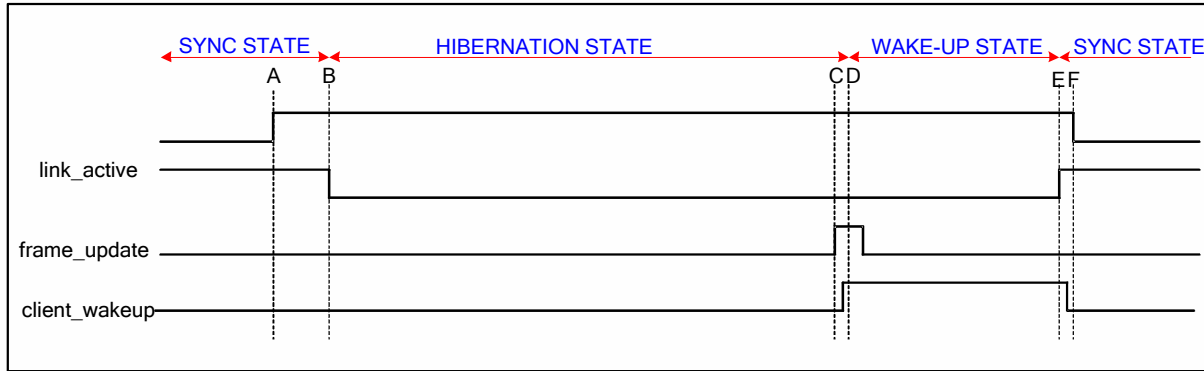 SYNC STATE HIBERNATION STATE WAKE-UP STATE SYNC STATE
A B C D E F
link_active
frame_update
client_wakeup